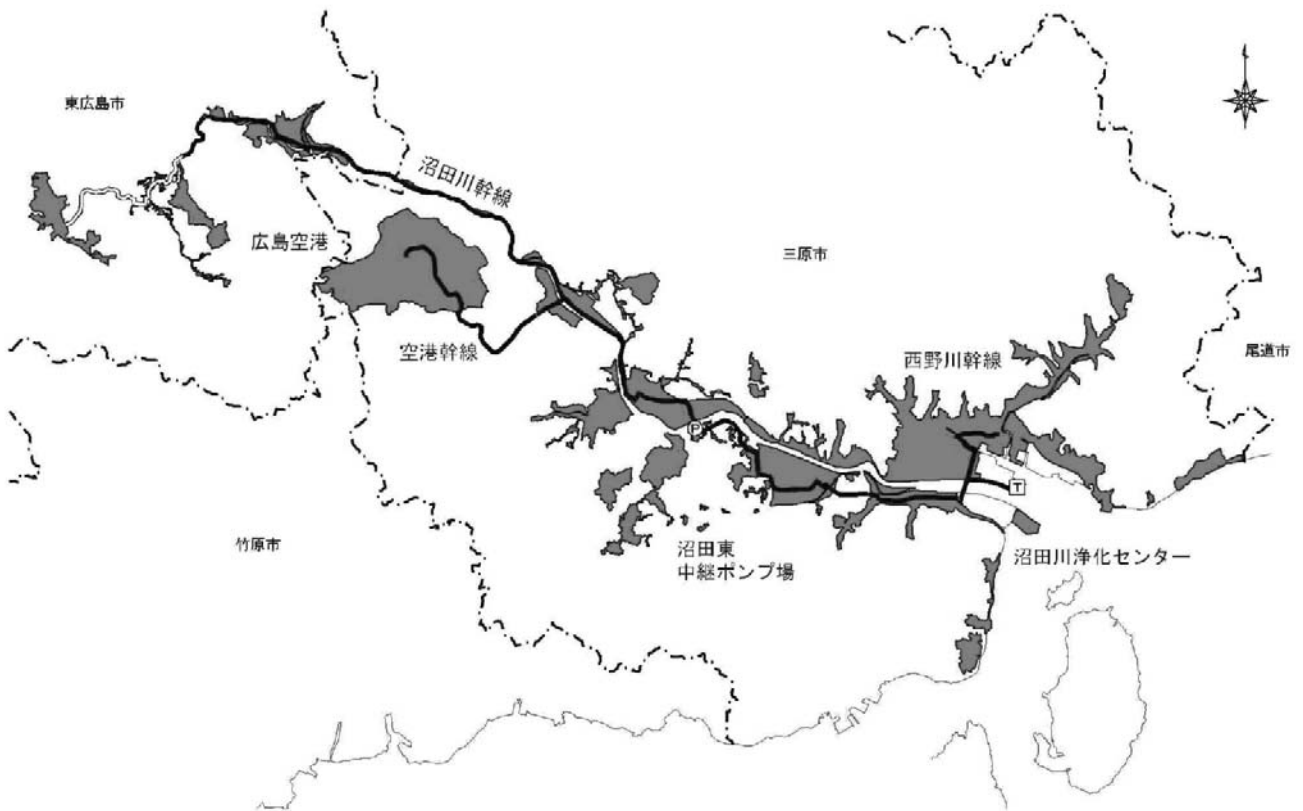 東広島市
沼田川幹線
広島空港
三原市
空港幹線
西野川幹線
尾道市
P
T
竹原市
沼田東
中継ポンプ場
沼田川浄化センター